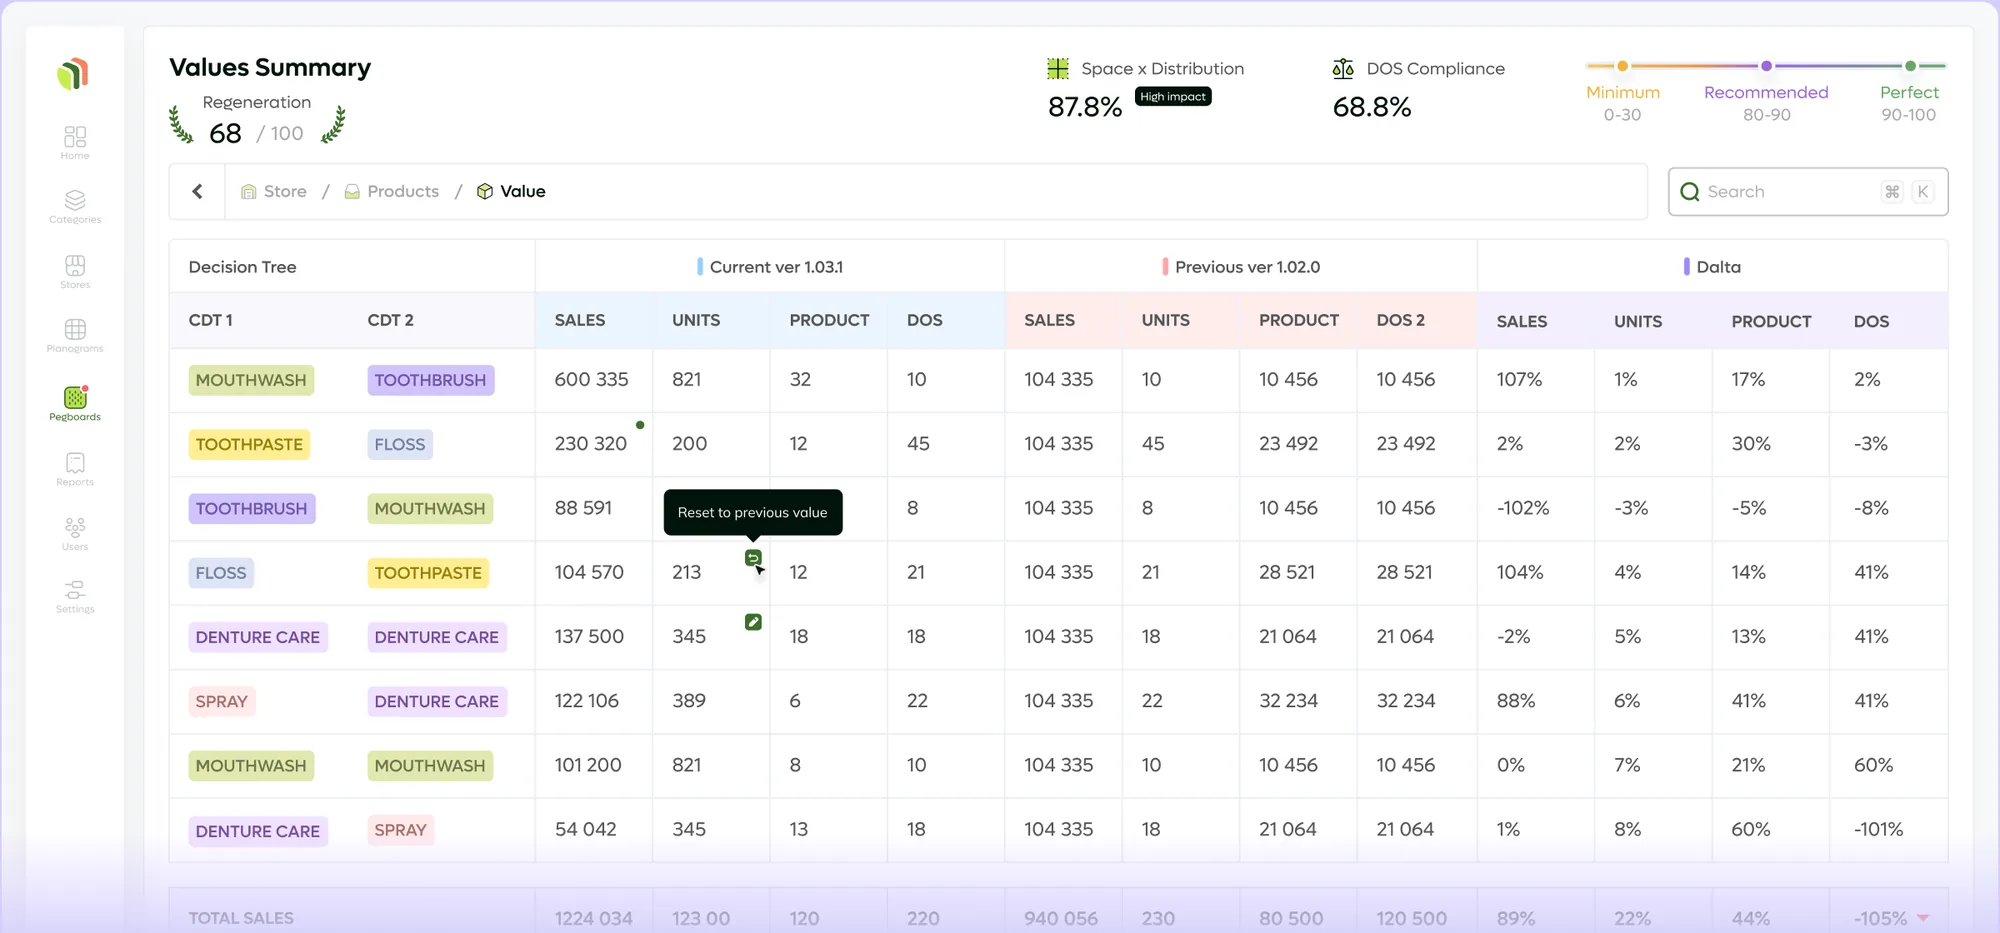 Values Summary
Regeneration
68 / 100
Space x Distribution
87.8% High impact
DOS Compliance
68.8%
Minimum Recommended Perfect
0-30 80-90 90-100
Home
Categories
Stores
Planograms
Pegboards
Reports
Users
Settings
Store / Products / Value
Search ⌘ K
Decision Tree Current ver 1.03.1 Previous ver 1.02.0 Dalta
CDT 1 CDT 2 SALES UNITS PRODUCT DOS SALES UNITS PRODUCT DOS 2 SALES UNITS PRODUCT DOS
MOUTHWASH TOOTHBRUSH 600 335 821 32 10 104 335 10 10 456 10 456 107% 1% 17% 2%
TOOTHPASTE FLOSS 230 320 200 12 45 104 335 45 23 492 23 492 2% 2% 30% -3%
TOOTHBRUSH MOUTHWASH 88 591 8 104 335 8 10 456 10 456 -102% -3% -5% -8%
Reset to previous value
FLOSS TOOTHPASTE 104 570 213 12 21 104 335 21 28 521 28 521 104% 4% 14% 41%
DENTURE CARE DENTURE CARE 137 500 345 18 18 104 335 18 21 064 21 064 -2% 5% 13% 41%
SPRAY DENTURE CARE 122 106 389 6 22 104 335 22 32 234 32 234 88% 6% 41% 41%
MOUTHWASH MOUTHWASH 101 200 821 8 10 104 335 10 10 456 10 456 0% 7% 21% 60%
DENTURE CARE SPRAY 54 042 345 13 18 104 335 18 21 064 21 064 1% 8% 60% -101%
TOTAL SALES 1224 034 123 00 120 220 940 056 230 80 500 120 500 89% 22% 44% -105%